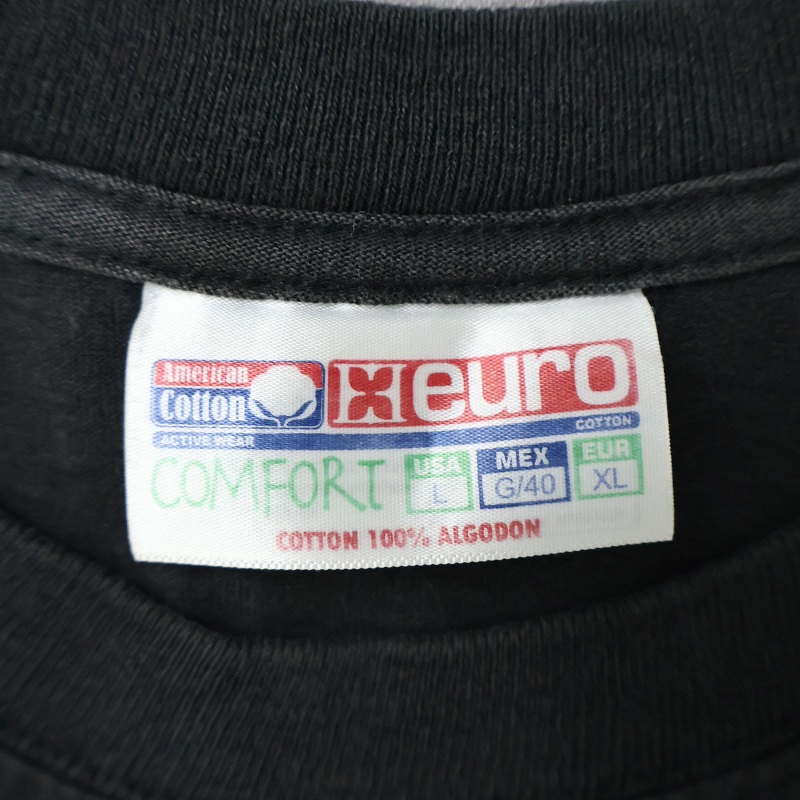 American
Cotton
euro
ACTIVE WEAR
COTTON
COMFORT
USA
L
MEX
G/40
EUR
XL
COTTON 100% ALGODON